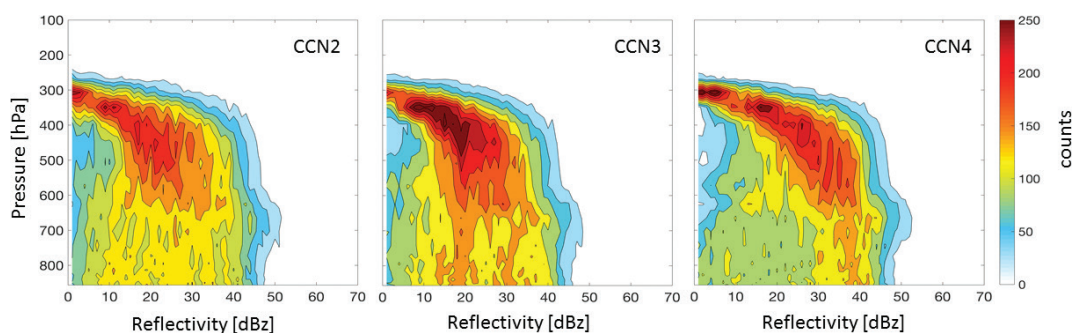 CCN2
CCN3
CCN4
Pressure [hPa]
100
200
300
400
500
600
700
800
0 10 20 30 40 50 60 70
0 10 20 30 40 50 60 70
0 10 20 30 40 50 60 70
Reflectivity [dBz]
Reflectivity [dBz]
Reflectivity [dBz]
250
200
150
100
50
0
counts